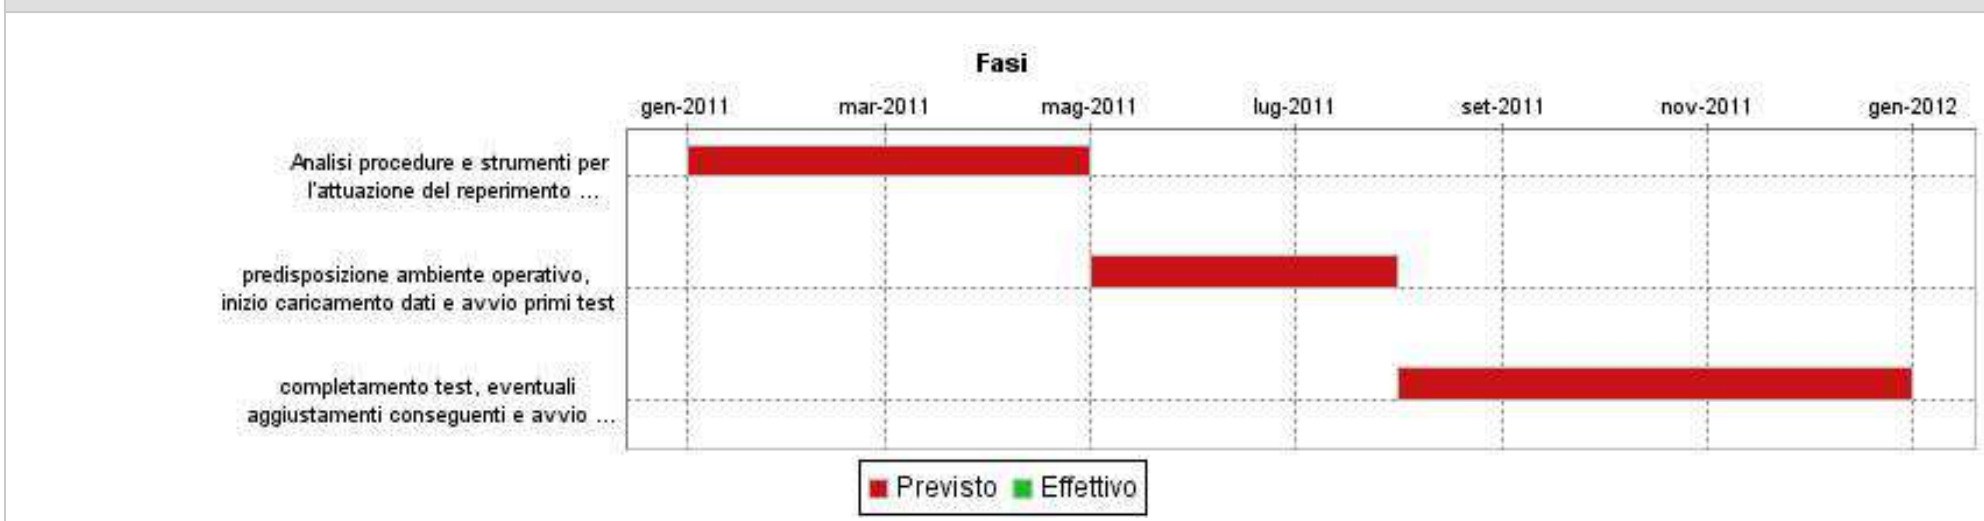 Fasi
gen-2011 mar-2011 mag-2011 lug-2011 set-2011 nov-2011 gen-2012
Analisi procedure e strumenti per
l'attuazione del reperimento ...
predisposizione ambiente operativo,
inizio caricamento dati e avvio primi test
completamento test, eventuali
aggiustamenti conseguenti e avvio ...
Previsto Effettivo